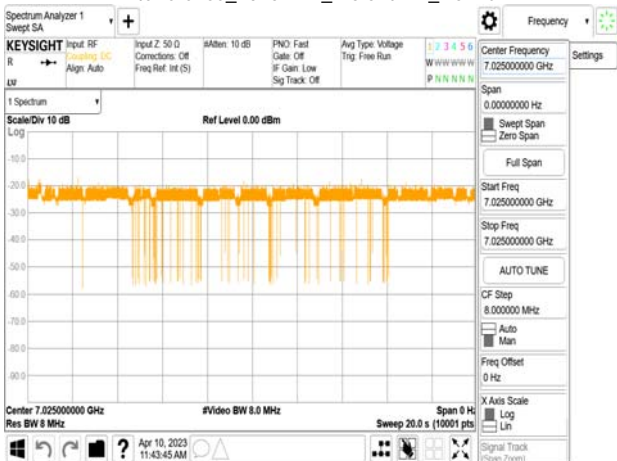 Spectrum Analyzer 1
Swept SA
Frequency
KEYSIGHT
R
Input: RF
Coupling: DC
Align: Auto
Input Z: 50 Ω
Corrections: Off
Freq Ref: Int (S)
#Atten: 10 dB
PNO: Fast
Gate: Off
IF Gain: Low
Sig Track: Off
Avg Type: Voltage
Trig: Free Run
1 2 3 4 5 6
W W W W W W
P N N N N N
1 Spectrum
Scale/Div 10 dB
Ref Level 0.00 dBm
Log
-10.0
-20.0
-30.0
-40.0
-50.0
-60.0
-70.0
-80.0
-90.0
Center 7.025000000 GHz
#Video BW 8.0 MHz
Span 0 Hz
Res BW 8 MHz
Sweep 20.0 s (10001 pts)
?
Apr 10, 2023
11:43:45 AM
Center Frequency
7.025000000 GHz
Settings
Span
0.00000000 Hz
Swept Span
Zero Span
Full Span
Start Freq
7.025000000 GHz
Stop Freq
7.025000000 GHz
AUTO TUNE
CF Step
8.000000 MHz
Auto
Man
Freq Offset
0 Hz
X Axis Scale
Log
Lin
Signal Track
(Span Zoom)